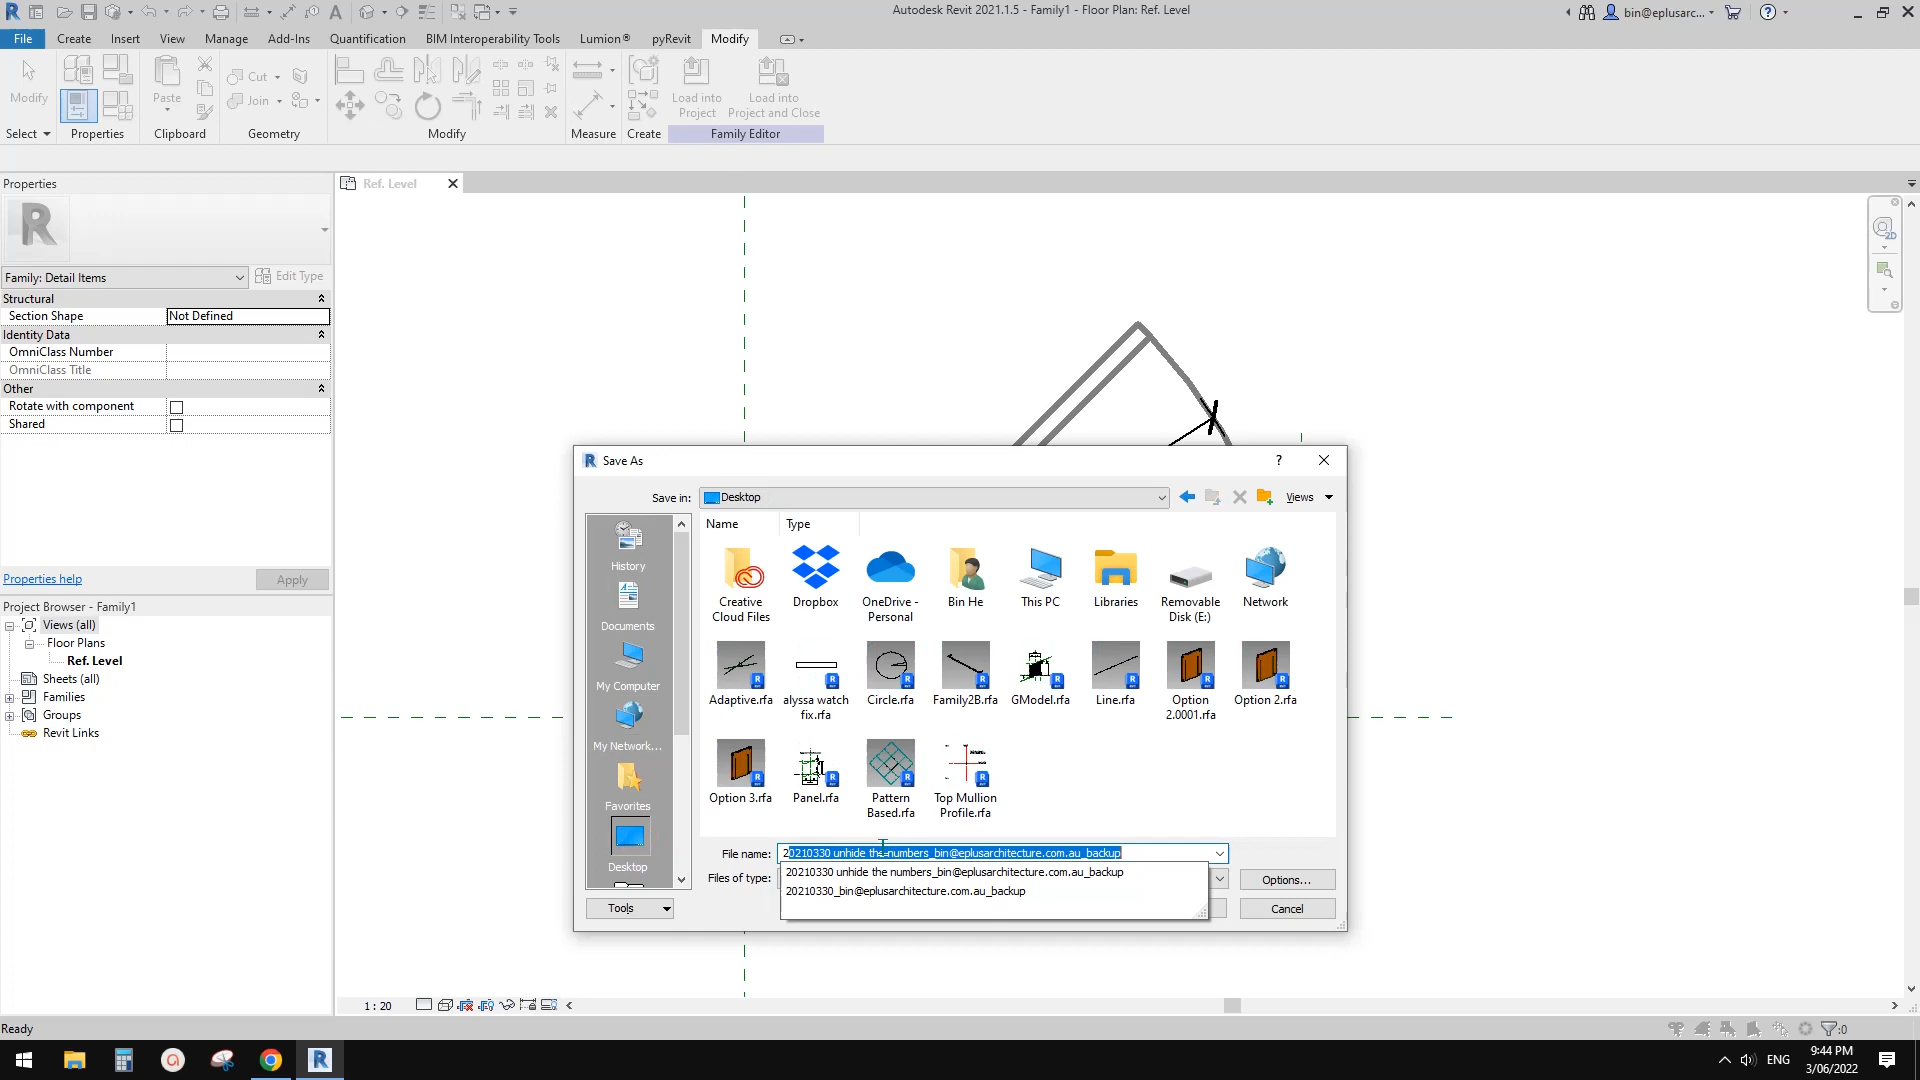 Autodesk Revit 2021.1.5 - Family1 - Floor Plan: Ref. Level
bin@eplusarc...
File Create Insert View Manage Add-Ins Quantification BIM Interoperability Tools Lumion® pyRevit Modify
Modify
Paste
Cut
Join
Load into Project
Load into Project and Close
Select Properties Clipboard Geometry Modify Measure Create Family Editor
Properties
Ref. Level
R
Family: Detail Items
Edit Type
Structural
Section Shape Not Defined
Identity Data
OmniClass Number
OmniClass Title
Other
Rotate with component
Shared
Properties help
Apply
Project Browser - Family1
Views (all)
Floor Plans
Ref. Level
Sheets (all)
Families
Groups
Revit Links
Save As
Save in: Desktop Views
History
Documents
My Computer
My Network...
Favorites
Desktop
Name Type
Creative Cloud Files
Dropbox
OneDrive - Personal
Bin He
This PC
Libraries
Removable Disk (E:)
Network
Adaptive.rfa
alyssa watch fix.rfa
Circle.rfa
Family2B.rfa
GModel.rfa
Line.rfa
Option 2.0001.rfa
Option 2.rfa
Option 3.rfa
Panel.rfa
Pattern Based.rfa
Top Mullion Profile.rfa
File name: 20210330 unhide the numbers_bin@eplusarchitecture.com.au_backup
20210330 unhide the numbers_bin@eplusarchitecture.com.au_backup
Files of type:
20210330_bin@eplusarchitecture.com.au_backup
Options...
Tools
Cancel
1 : 20
Ready
:0
ENG
9:44 PM
3/06/2022